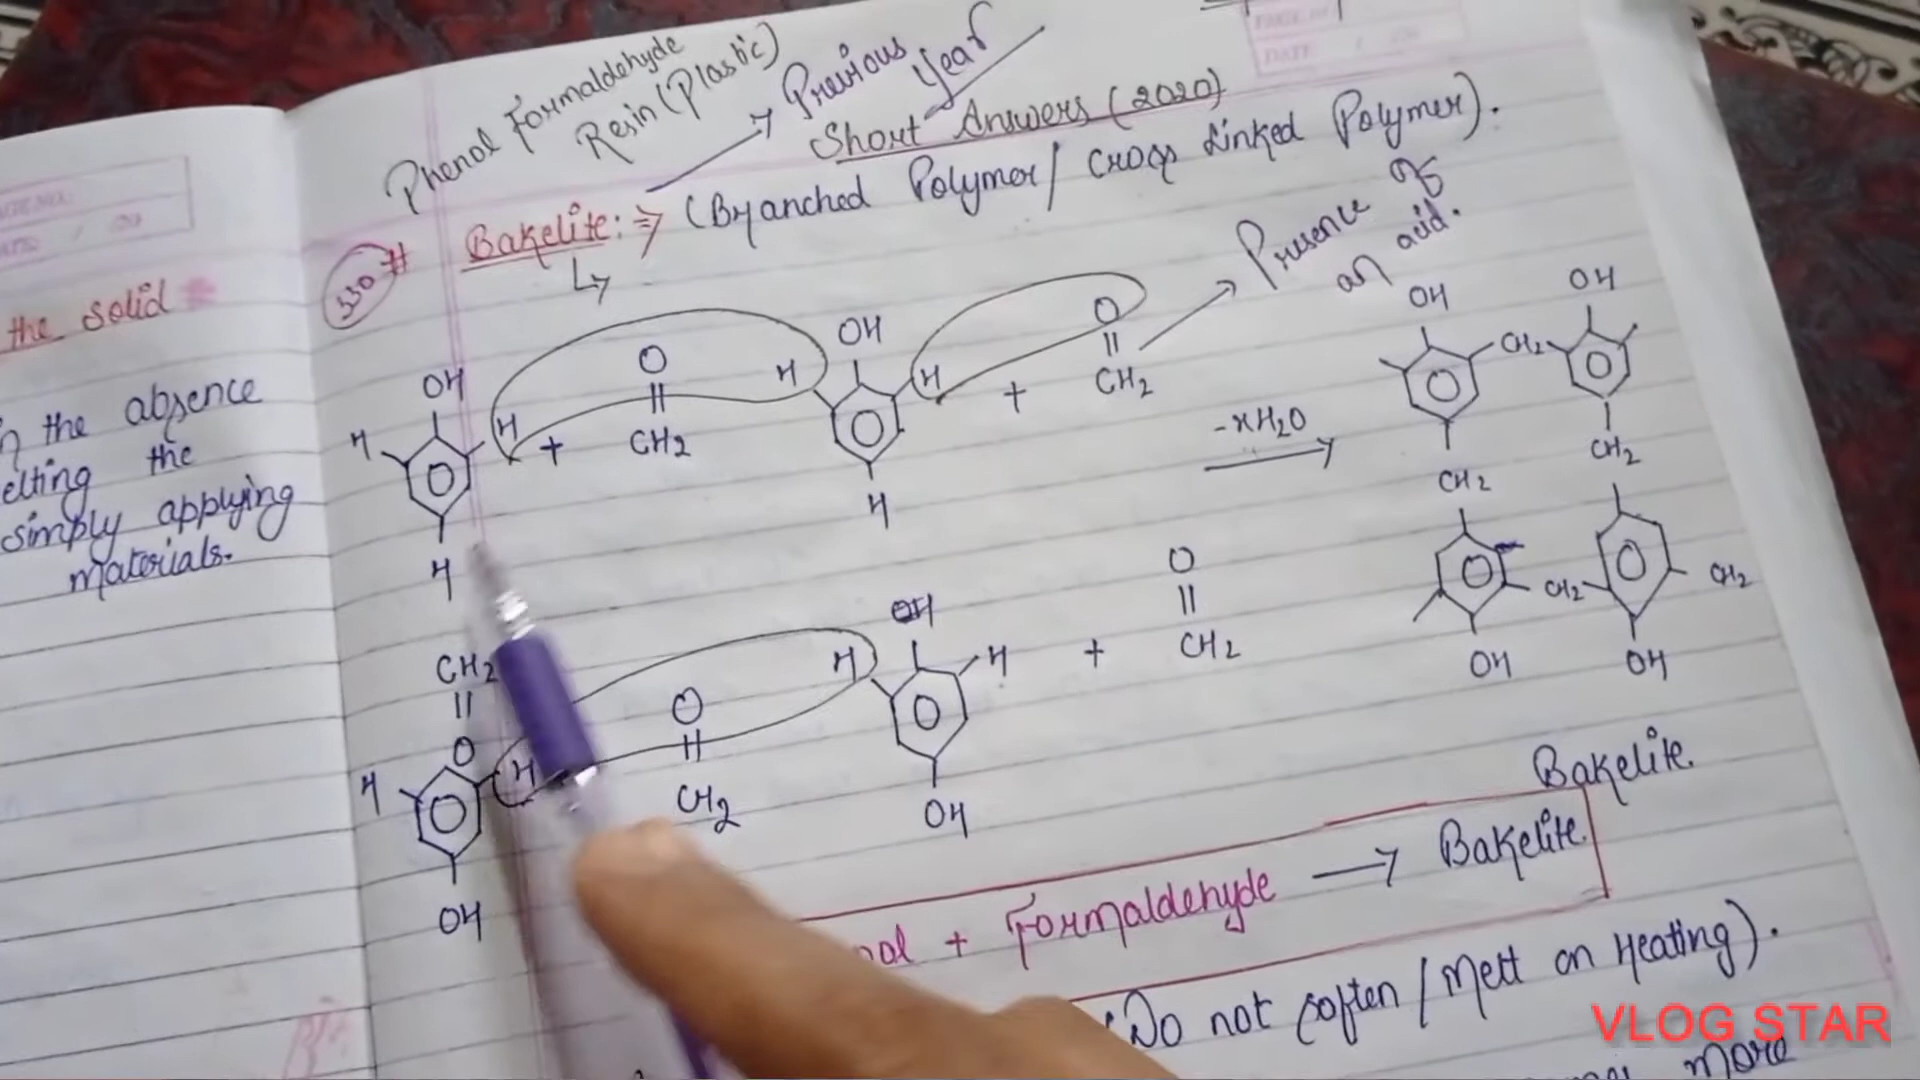 Phenol Formaldehyde
Resin (Plastic)
→ Previous
Year
Short Answers (2020)
330 # Bakelite :⇒ (Branched Polymer / Cross Linked Polymer).
Presence of
an acid.
the solid
the absence
elting the
simply applying
materials.
OH
H
H
H
+
O
||
CH2
H
OH
H
H
+
O
||
CH2
-xH2O
OH
CH2
OH
CH2
CH2
CH2
CH2
OH
OH
CH2
||
O
H
H
OH
O
||
CH2
H
OH
H
OH
+
O
||
CH2
Bakelite.
+ Formaldehyde → Bakelite
Do not soften / Melt on Heating).
more
VLOG STAR